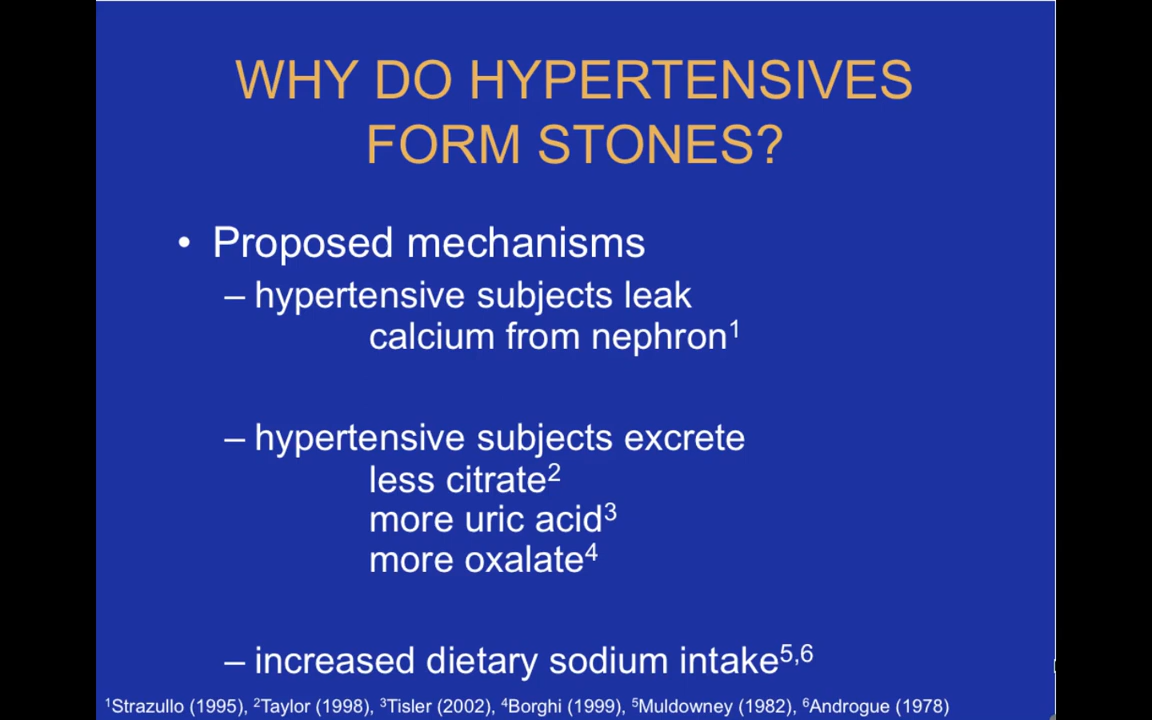 WHY DO HYPERTENSIVES
FORM STONES?
• Proposed mechanisms
– hypertensive subjects leak
calcium from nephron¹
– hypertensive subjects excrete
less citrate²
more uric acid³
more oxalate⁴
– increased dietary sodium intake⁵,⁶
¹Strazullo (1995), ²Taylor (1998), ³Tisler (2002), ⁴Borghi (1999), ⁵Muldowney (1982), ⁶Androgue (1978)